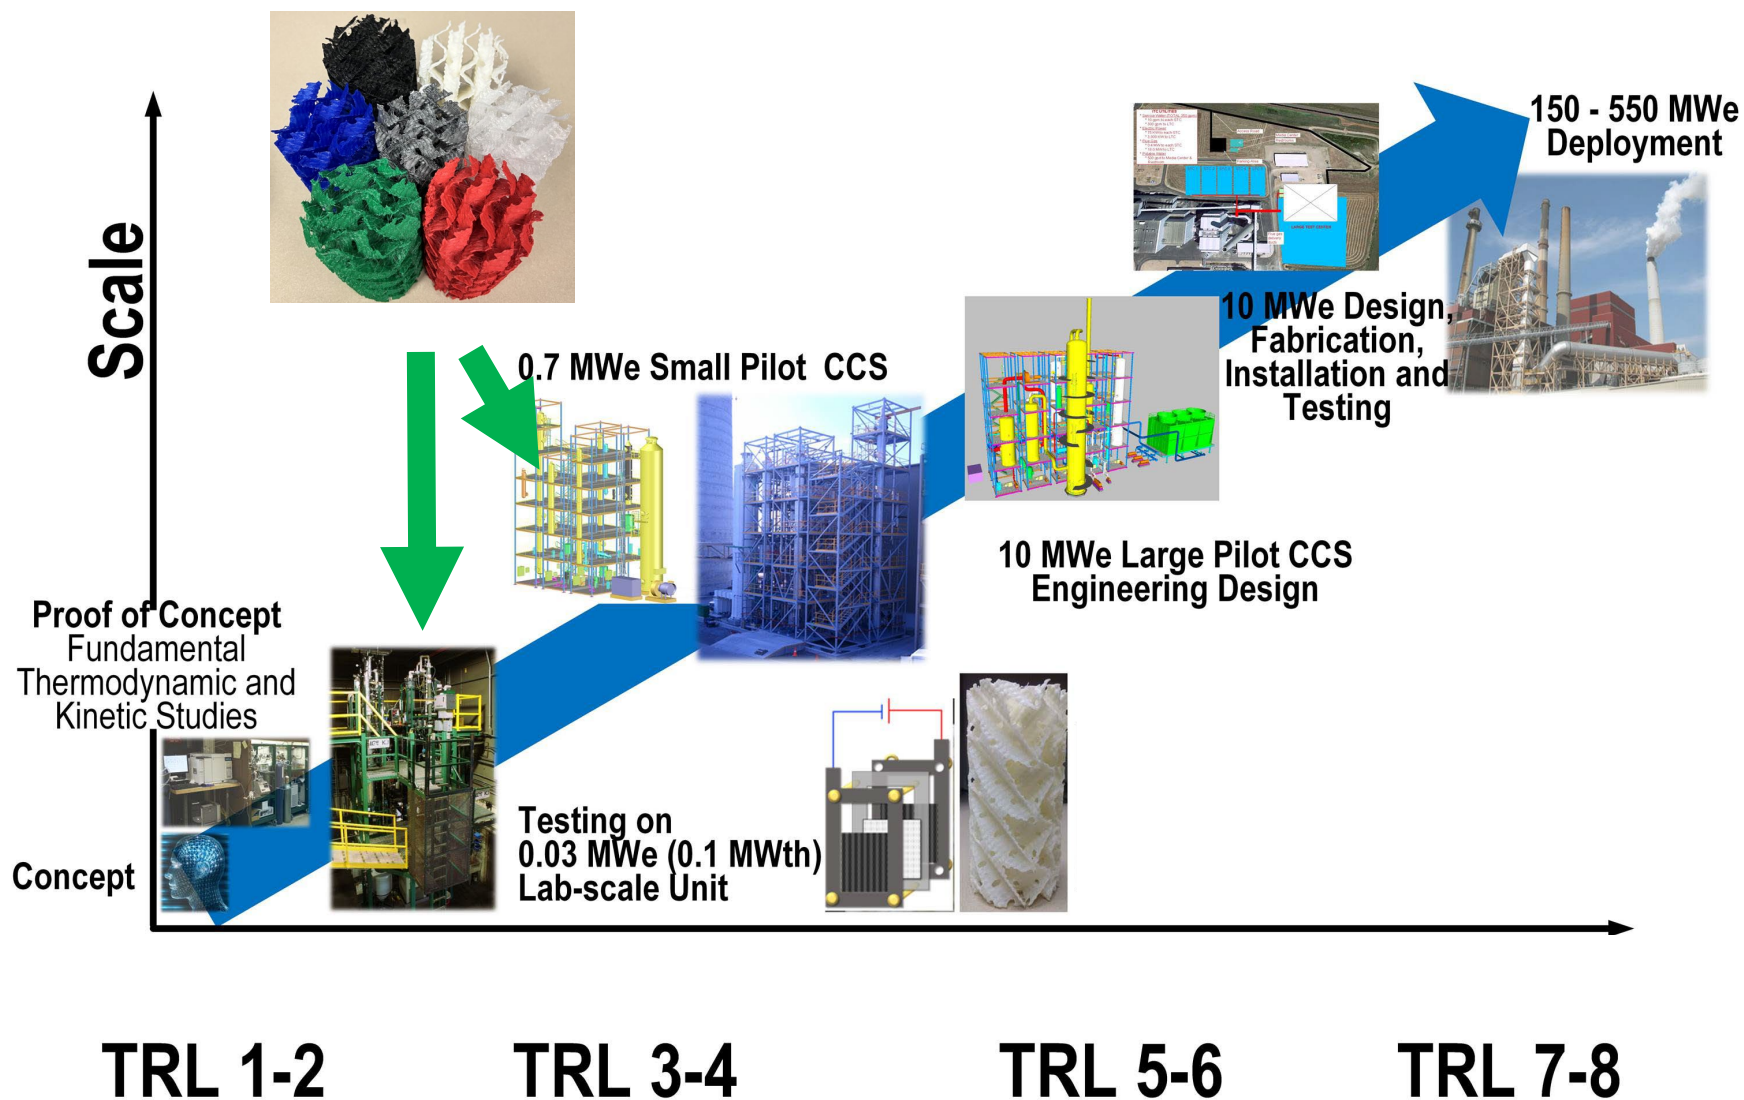 Scale
150 - 550 MWe
Deployment
0.7 MWe Small Pilot  CCS
10 MWe Design,
Fabrication,
Installation and
Testing
10 MWe Large Pilot CCS
Engineering Design
Proof of Concept
Fundamental
Thermodynamic and
Kinetic Studies
Concept
Testing on
0.03 MWe (0.1 MWth)
Lab-scale Unit
LARGE TEST CENTER
TRL 1-2
TRL 3-4
TRL 5-6
TRL 7-8